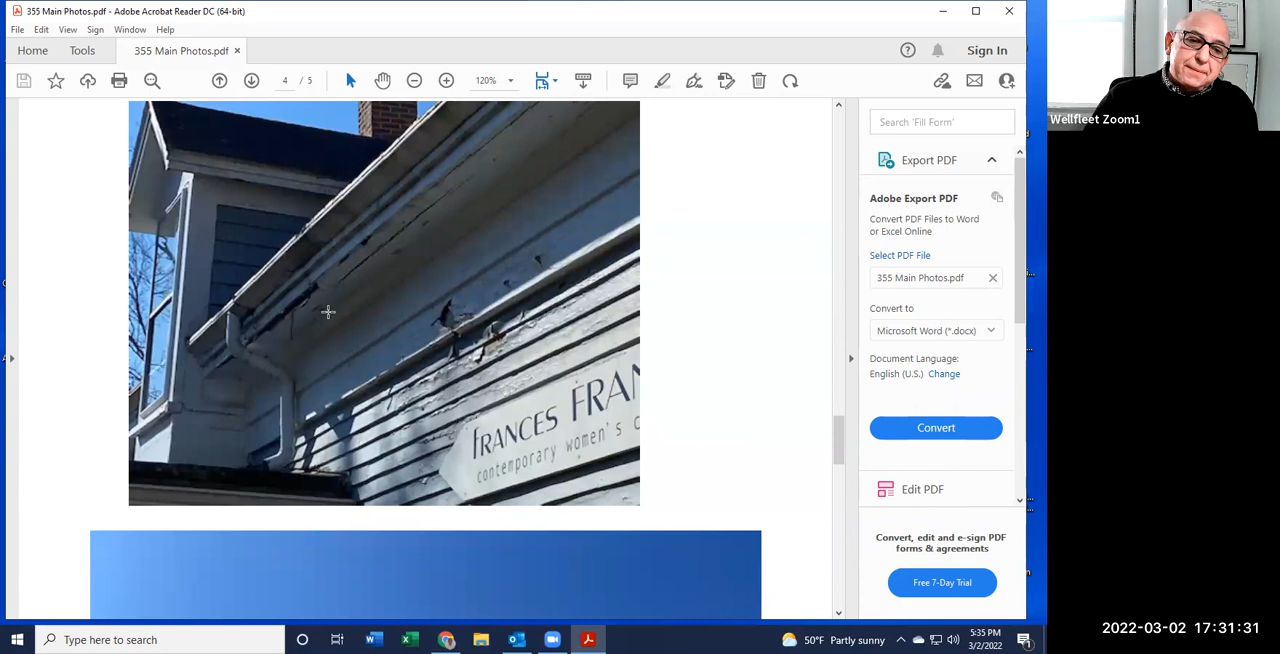 355 Main Photos.pdf - Adobe Acrobat Reader DC (64-bit)
File Edit View Sign Window Help
Home Tools 355 Main Photos.pdf × Sign In
4 / 5 120%
Wellfleet Zoom1
Search 'Fill Form'
Export PDF
Adobe Export PDF
Convert PDF Files to Word
or Excel Online
Select PDF File
355 Main Photos.pdf
Convert to
Microsoft Word (*.docx)
Document Language:
English (U.S.) Change
Convert
Edit PDF
Convert, edit and e-sign PDF
forms & agreements
Free 7-Day Trial
FRANCES FRAN
contemporary women's c
Type here to search
50°F Partly sunny
5:35 PM
3/2/2022
2022-03-02 17:31:31